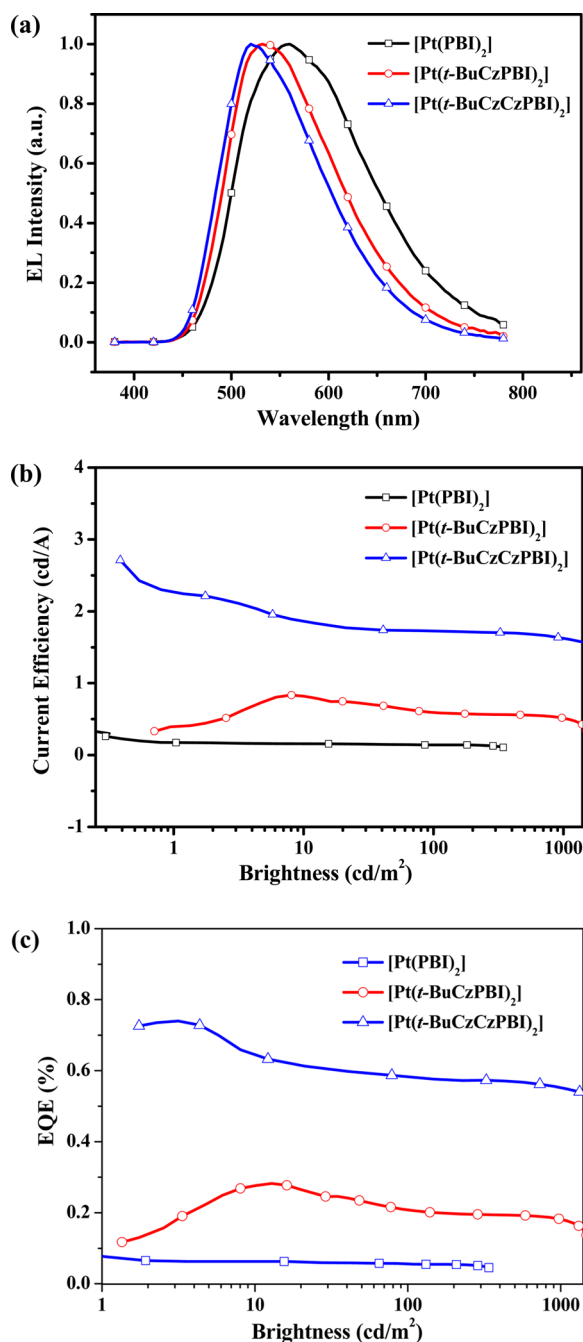 (a)
[Pt(PBI)2]
[Pt(t-BuCzPBI)2]
[Pt(t-BuCzCzPBI)2]
1.0
0.8
0.6
0.4
0.2
0.0
EL Intensity (a.u.)
400 500 600 700 800
Wavelength (nm)
(b)
[Pt(PBI)2]
[Pt(t-BuCzPBI)2]
[Pt(t-BuCzCzPBI)2]
4
3
2
1
0
-1
Current Efficiency (cd/A)
1 10 100 1000
Brightness (cd/m²)
(c)
[Pt(PBI)2]
[Pt(t-BuCzPBI)2]
[Pt(t-BuCzCzPBI)2]
1.0
0.8
0.6
0.4
0.2
0.0
EQE (%)
1 10 100 1000
Brightness (cd/m²)